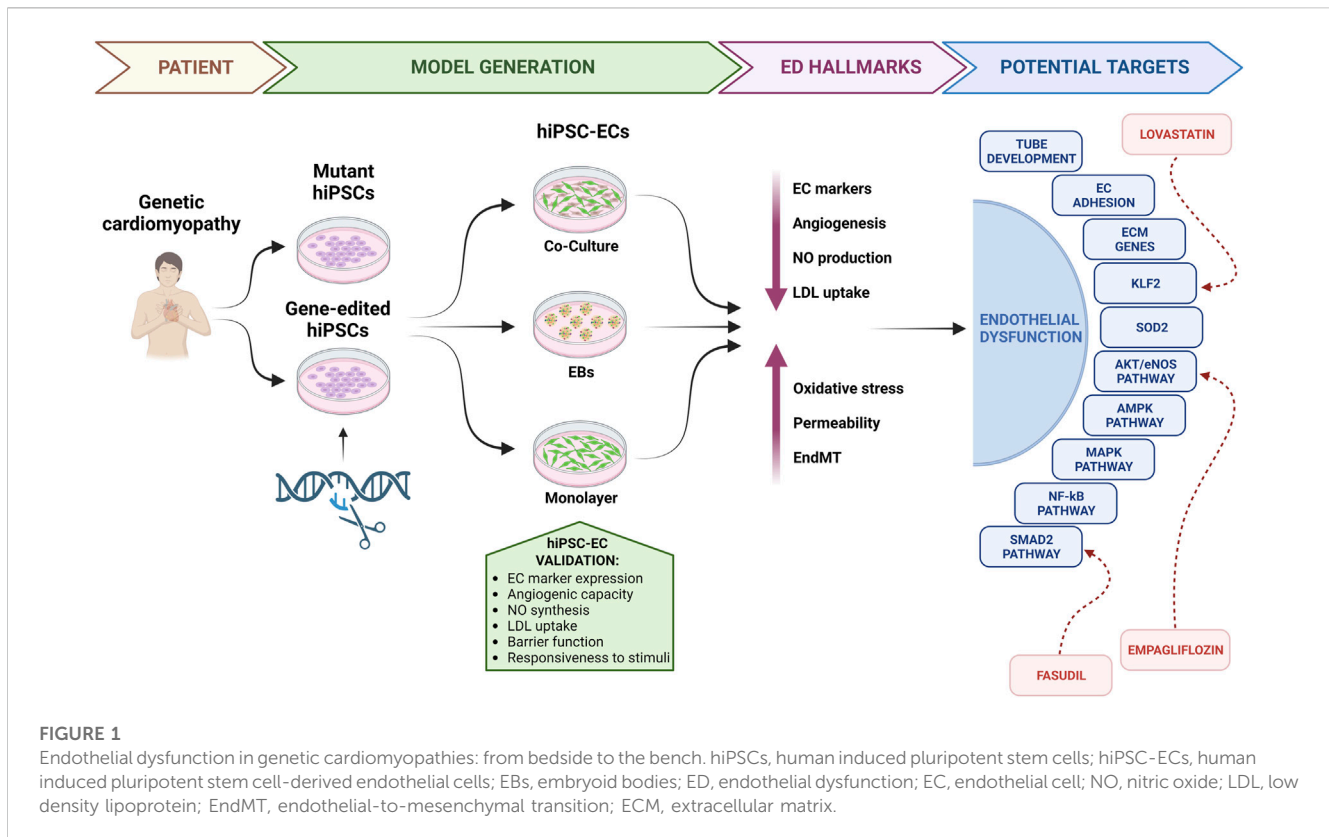 PATIENT
MODEL GENERATION
ED HALLMARKS
POTENTIAL TARGETS
Genetic
cardiomyopathy
Mutant
hiPSCs
Gene-edited
hiPSCs
hiPSC-ECs
Co-Culture
EBs
Monolayer
hiPSC-EC
VALIDATION:
• EC marker expression
• Angiogenic capacity
• NO synthesis
• LDL uptake
• Barrier function
• Responsiveness to stimuli
EC markers
Angiogenesis
NO production
LDL uptake
Oxidative stress
Permeability
EndMT
ENDOTHELIAL
DYSFUNCTION
TUBE
DEVELOPMENT
EC
ADHESION
ECM
GENES
KLF2
SOD2
AKT/eNOS
PATHWAY
AMPK
PATHWAY
MAPK
PATHWAY
NF-kB
PATHWAY
SMAD2
PATHWAY
LOVASTATIN
EMPAGLIFLOZIN
FASUDIL
FIGURE 1
Endothelial dysfunction in genetic cardiomyopathies: from bedside to the bench. hiPSCs, human induced pluripotent stem cells; hiPSC-ECs, human
induced pluripotent stem cell-derived endothelial cells; EBs, embryoid bodies; ED, endothelial dysfunction; EC, endothelial cell; NO, nitric oxide; LDL, low
density lipoprotein; EndMT, endothelial-to-mesenchymal transition; ECM, extracellular matrix.